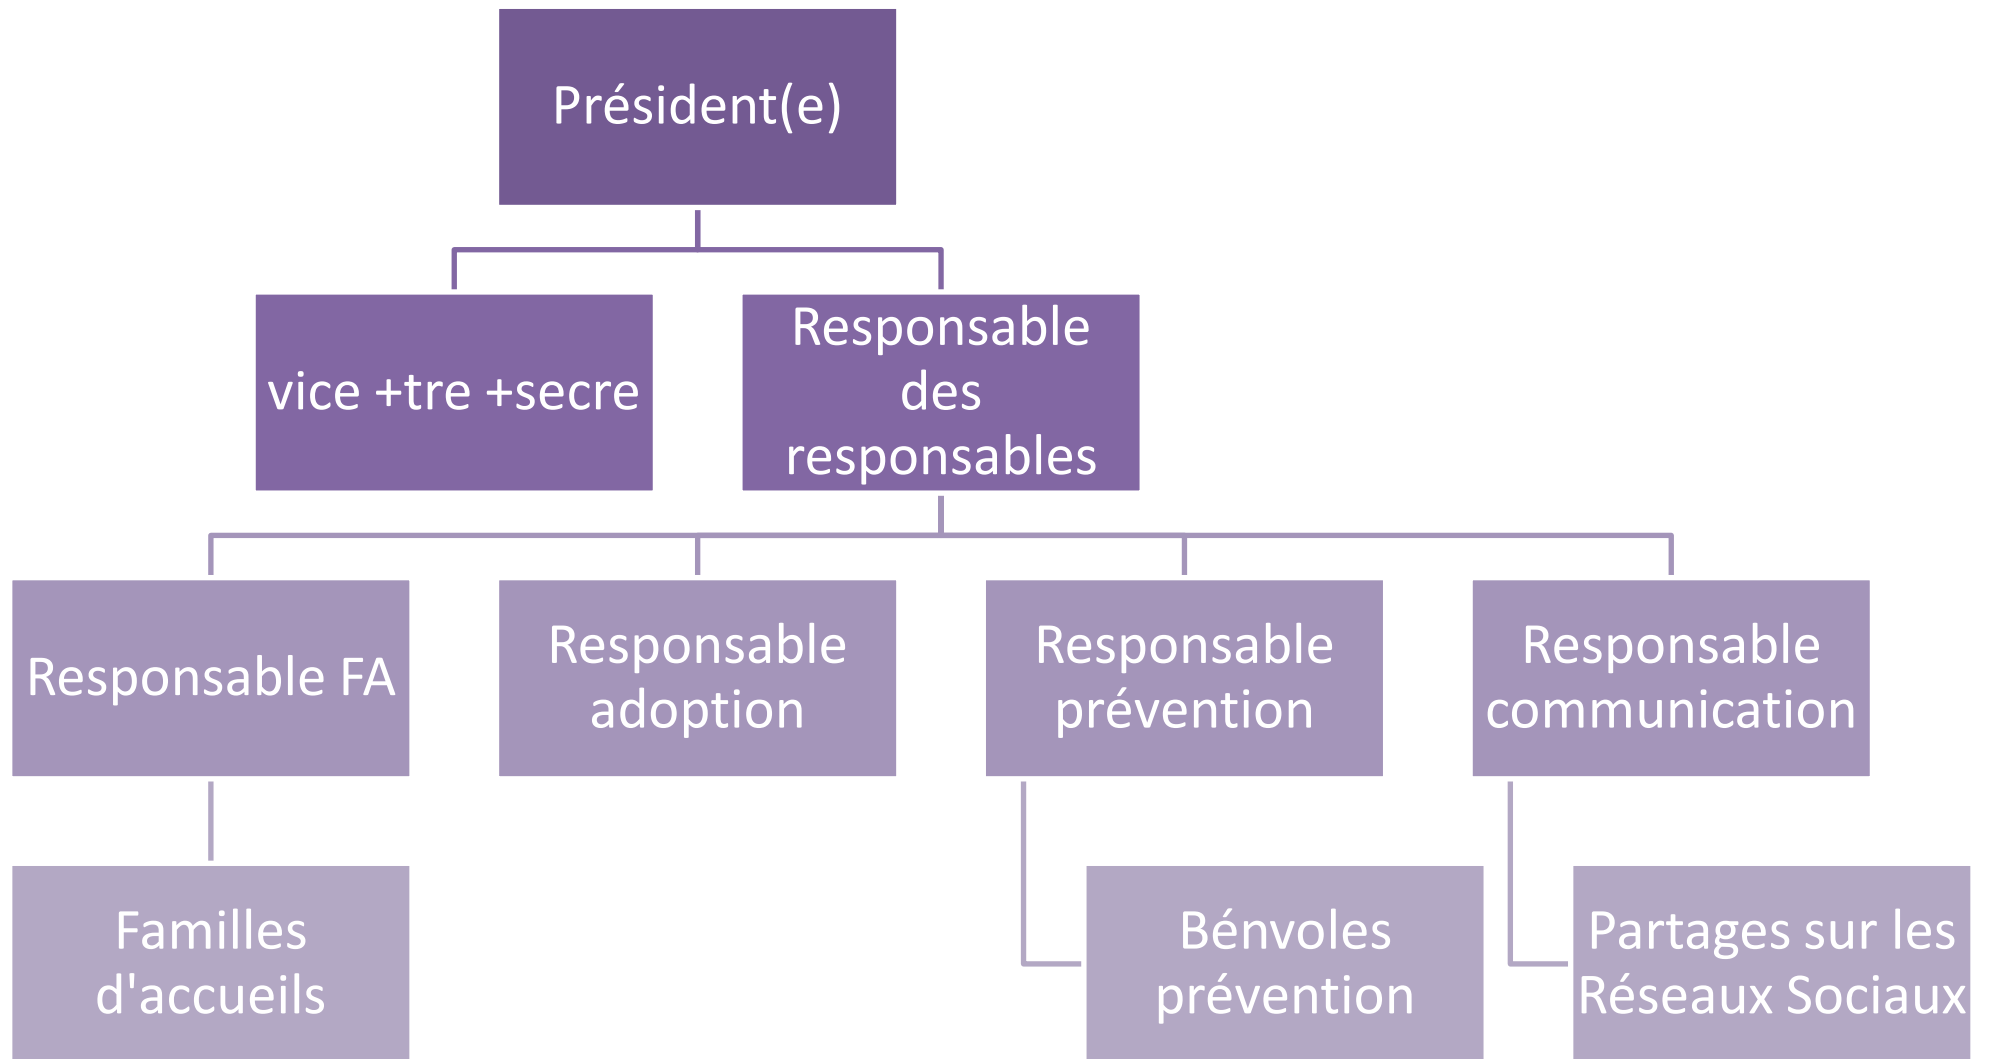 Président(e)
vice +tre +secre
Responsable
des
responsables
Responsable FA
Responsable
adoption
Responsable
prévention
Responsable
communication
Familles
d'accueils
Bénvoles
prévention
Partages sur les
Réseaux Sociaux